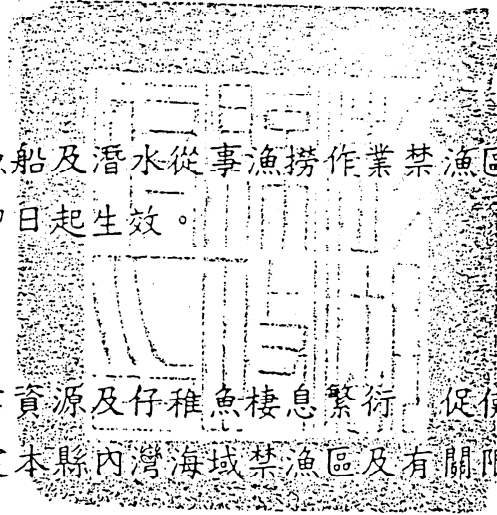 船及潛水從事漁撈作業禁漁區
日起生效。
資源及仔稚魚棲息繁衍，促使
本縣內灣海域禁漁區及有關限